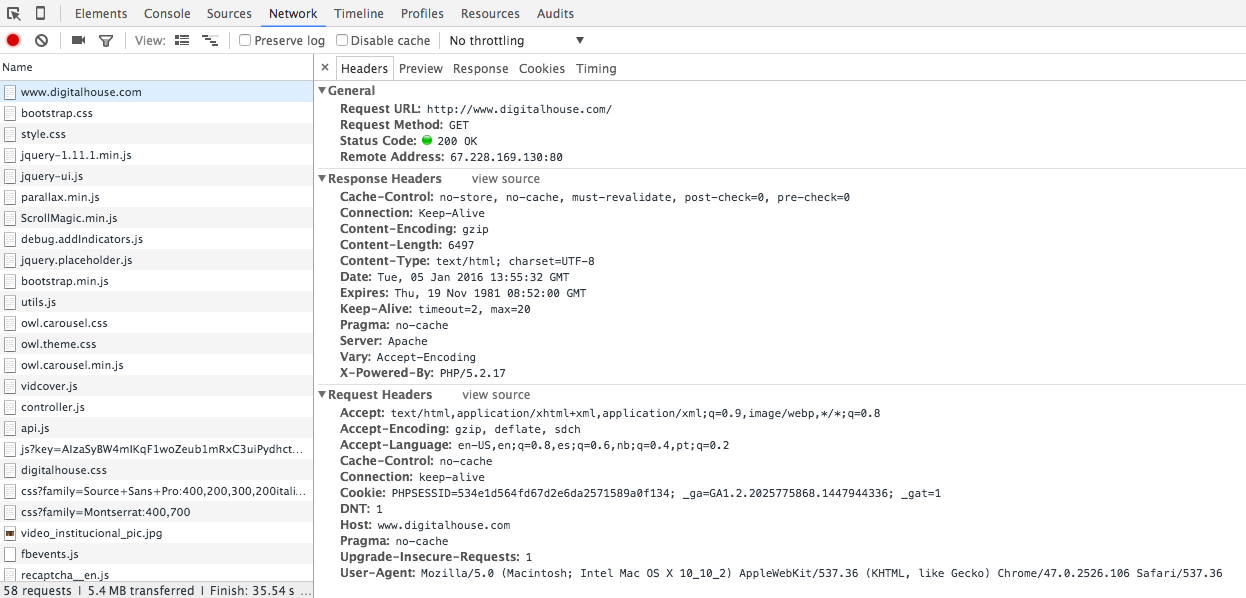 Elements Console Sources Network Timeline Profiles Resources Audits
View: Preserve log Disable cache No throttling ▼
Name
www.digitalhouse.com
bootstrap.css
style.css
jquery-1.11.1.min.js
jquery-ui.js
parallax.min.js
ScrollMagic.min.js
debug.addIndicators.js
jquery.placeholder.js
bootstrap.min.js
utils.js
owl.carousel.css
owl.theme.css
owl.carousel.min.js
vidcover.js
controller.js
api.js
js?key=AIzaSyBW4mIKqF1woZeub1mRxC3uiPydhct...
digitalhouse.css
css?family=Source+Sans+Pro:400,200,300,200itali...
css?family=Montserrat:400,700
video_institucional_pic.jpg
fbevents.js
recaptcha__en.js
58 requests | 5.4 MB transferred | Finish: 35.54 s ...
× Headers Preview Response Cookies Timing
▼General
Request URL: http://www.digitalhouse.com/
Request Method: GET
Status Code: 200 OK
Remote Address: 67.228.169.130:80
▼Response Headers view source
Cache-Control: no-store, no-cache, must-revalidate, post-check=0, pre-check=0
Connection: Keep-Alive
Content-Encoding: gzip
Content-Length: 6497
Content-Type: text/html; charset=UTF-8
Date: Tue, 05 Jan 2016 13:55:32 GMT
Expires: Thu, 19 Nov 1981 08:52:00 GMT
Keep-Alive: timeout=2, max=20
Pragma: no-cache
Server: Apache
Vary: Accept-Encoding
X-Powered-By: PHP/5.2.17
▼Request Headers view source
Accept: text/html,application/xhtml+xml,application/xml;q=0.9,image/webp,*/*;q=0.8
Accept-Encoding: gzip, deflate, sdch
Accept-Language: en-US,en;q=0.8,es;q=0.6,nb;q=0.4,pt;q=0.2
Cache-Control: no-cache
Connection: keep-alive
Cookie: PHPSESSID=534e1d564fd67d2e6da2571589a0f134; _ga=GA1.2.2025775868.1447944336; _gat=1
DNT: 1
Host: www.digitalhouse.com
Pragma: no-cache
Upgrade-Insecure-Requests: 1
User-Agent: Mozilla/5.0 (Macintosh; Intel Mac OS X 10_10_2) AppleWebKit/537.36 (KHTML, like Gecko) Chrome/47.0.2526.106 Safari/537.36